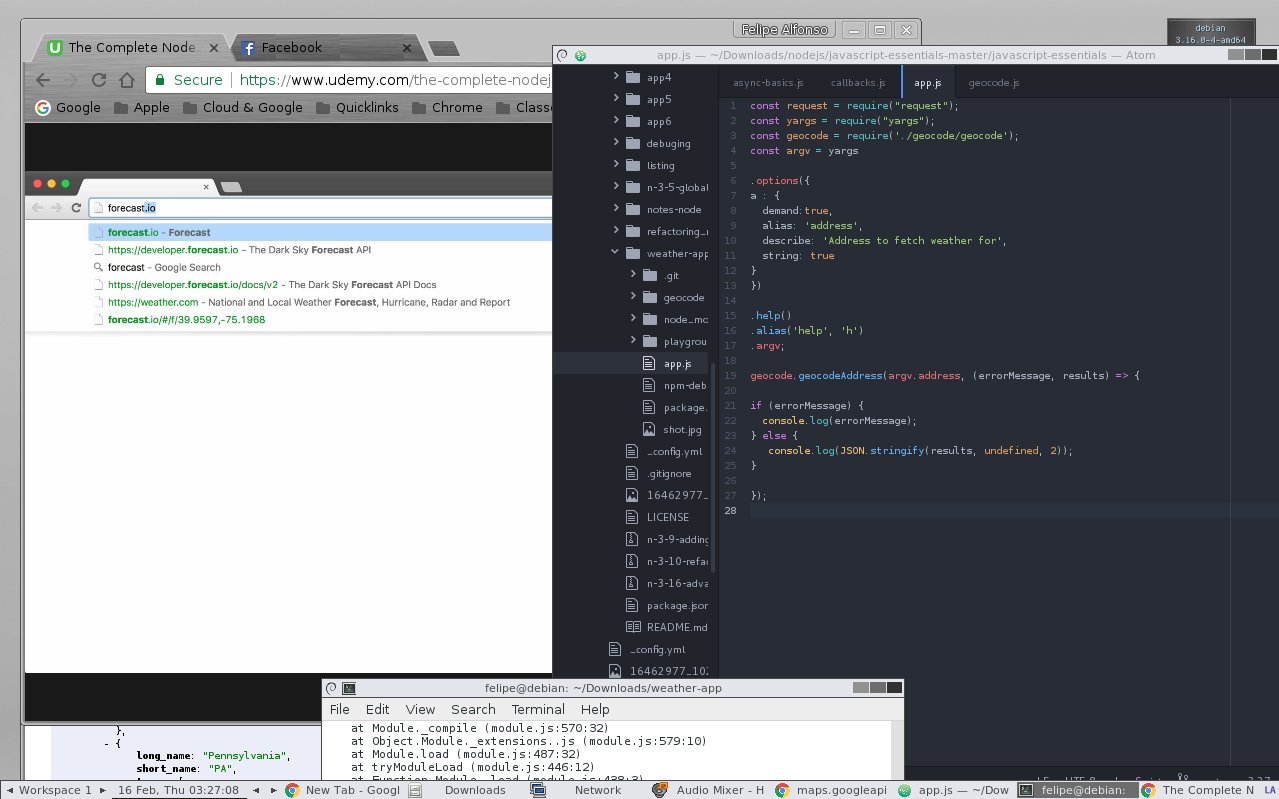 Felipe Alfonso
debian
3.16.0-4-amd64
The Complete Node.
Facebook
Secure
https://www.udemy.com/the-complete-nodej
Google
Apple
Cloud & Google
Quicklinks
Chrome
Classe
forecast.io
forecast.io – Forecast
https://developer.forecast.io – The Dark Sky Forecast API
forecast – Google Search
https://developer.forecast.io/docs/v2 – The Dark Sky Forecast API Docs
https://weather.com – National and Local Weather Forecast, Hurricane, Radar and Report
forecast.io/#/f/39.9597,-75.1968
app.js — ~/Downloads/nodejs/javascript-essentials-master/javascript-essentials — Atom
app4
app5
app6
debuging
listing
n-3-5-global
notes-node
refactoring_r
weather-app
.git
geocode
node_mo
playgrou
app.js
npm-deb
package.
shot.jpg
_config.yml
.gitignore
16462977_
LICENSE
n-3-9-adding
n-3-10-refac
n-3-16-adva
package.json
README.md
_config.yml
16462977_102
async-basics.js
callbacks.js
app.js
geocode.js
1 const request = require("request");
2 const yargs = require("yargs");
3 const geocode = require('./geocode/geocode');
4 const argv = yargs
5
6 .options({
7 a : {
8 demand:true,
9 alias: 'address',
10 describe: 'Address to fetch weather for',
11 string: true
12 }
13 })
14
15 .help()
16 .alias('help', 'h')
17 .argv;
18
19 geocode.geocodeAddress(argv.address, (errorMessage, results) => {
20
21 if (errorMessage) {
22 console.log(errorMessage);
23 } else {
24 console.log(JSON.stringify(results, undefined, 2));
25 }
26
27 });
28
felipe@debian: ~/Downloads/weather-app
File Edit View Search Terminal Help
at Module._compile (module.js:570:32)
at Object.Module._extensions..js (module.js:579:10)
at Module.load (module.js:487:32)
at tryModuleLoad (module.js:446:12)
at Function.Module._load (module.js:438:3)
},
- {
long_name: "Pennsylvania",
short_name: "PA",
Workspace 1
16 Feb, Thu 03:27:08
New Tab - Googl
Downloads
Network
Audio Mixer - H
maps.googleapi
app.js — ~/Dow
felipe@debian:
The Complete N
LA